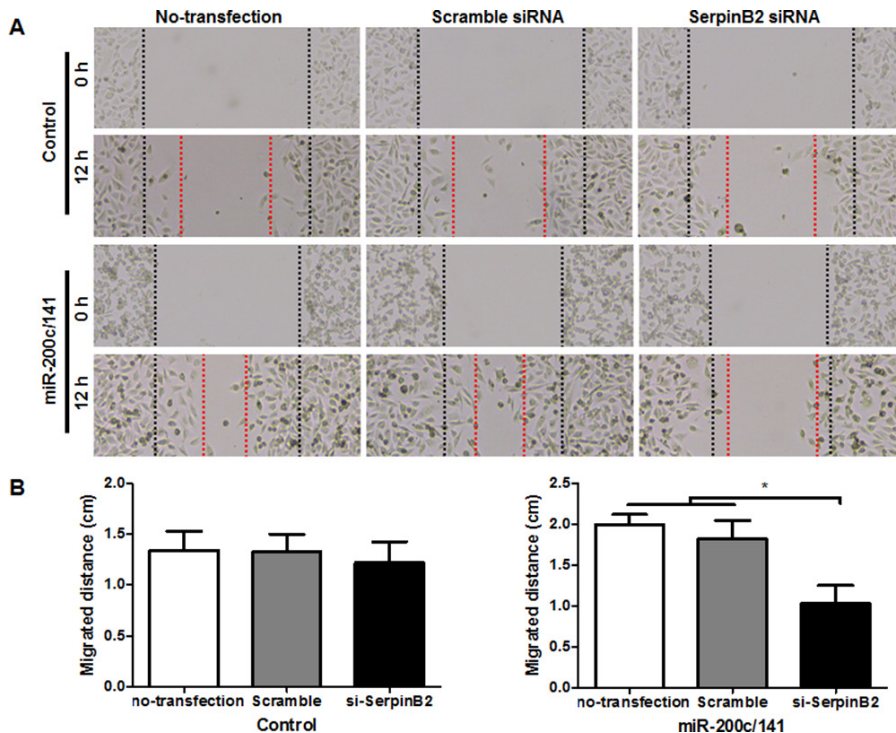 A
No-transfection
Scramble siRNA
SerpinB2 siRNA
Control
0 h
12 h
miR-200c/141
0 h
12 h
B
Migrated distance (cm)
2.0
1.5
1.0
0.5
0.0
no-transfection
Scramble
si-SerpinB2
Control
Migrated distance (cm)
2.5
2.0
1.5
1.0
0.5
0.0
*
no-transfection
Scramble
si-SerpinB2
miR-200c/141